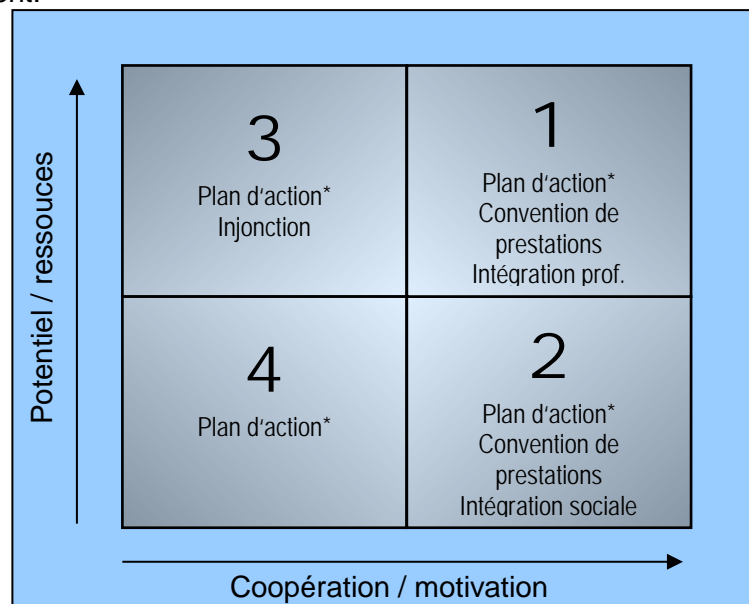 Potentiel / ressouces
3
Plan d'action*
Injonction
1
Plan d'action*
Convention de
prestations
Intégration prof.
4
Plan d'action*
2
Plan d'action*
Convention de
prestations
Intégration sociale
Coopération / motivation